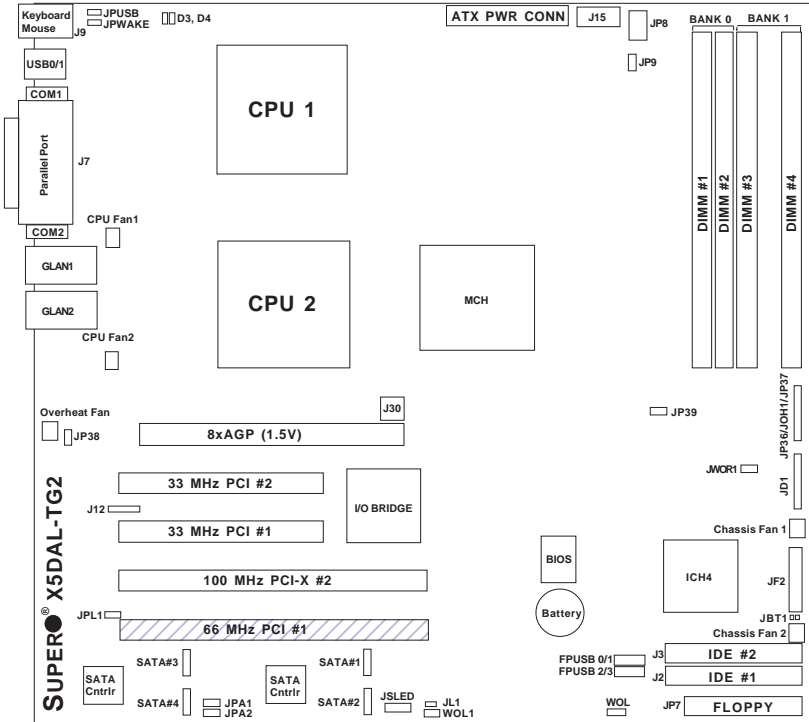 Keyboard
Mouse
J9
JPUSB
JPWAKE
D3, D4
ATX PWR CONN
J15
JP8
BANK 0
BANK 1
USB0/1
JP9
COM1
CPU 1
Parallel Port
J7
DIMM #1
DIMM #2
DIMM #3
DIMM #4
CPU Fan1
COM2
GLAN1
CPU 2
MCH
GLAN2
CPU Fan2
J30
JP39
JP36/JOH1/JP37
Overheat Fan
JP38
8xAGP (1.5V)
JWOR1
JD1
33 MHz PCI #2
I/O BRIDGE
J12
33 MHz PCI #1
Chassis Fan 1
BIOS
ICH4
JF2
100 MHz PCI-X #2
Battery
JPL1
JBT1
66 MHz PCI #1
Chassis Fan 2
SUPER® X5DAL-TG2
SATA#3
SATA#1
FPUSB 0/1
J3
IDE #2
SATA
Cntrlr
SATA
Cntrlr
FPUSB 2/3
J2
IDE #1
SATA#4
JPA1
JPA2
SATA#2
JSLED
JL1
WOL1
WOL
JP7
FLOPPY